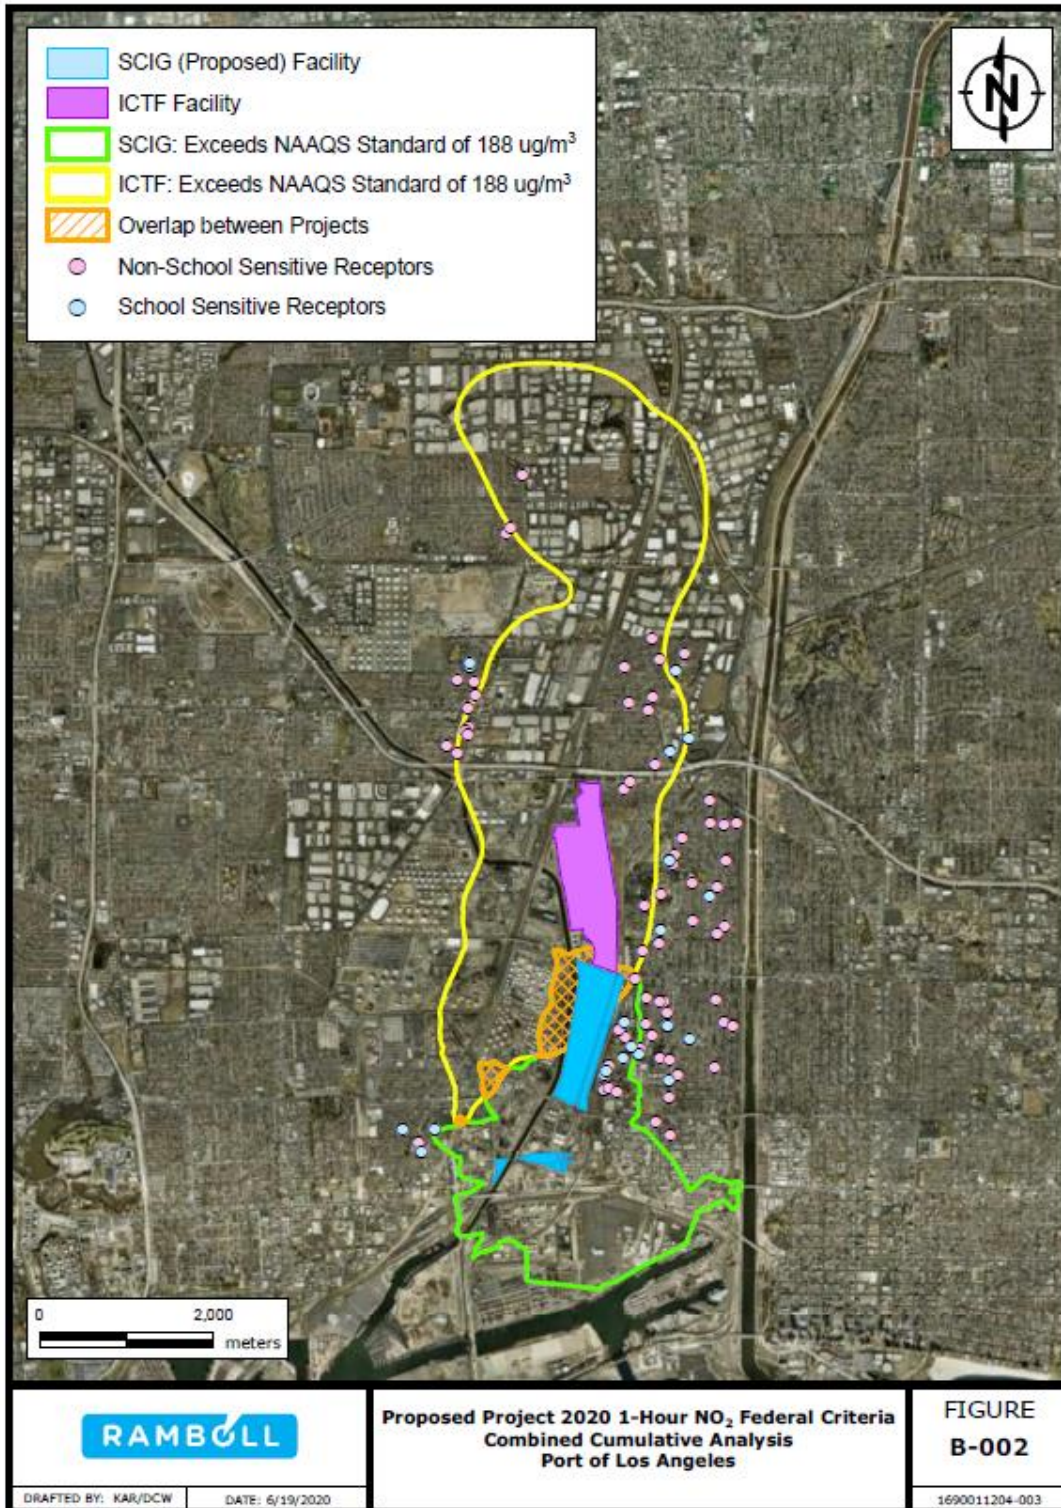 SCIG (Proposed) Facility
ICTF Facility
SCIG: Exceeds NAAQS Standard of 188 ug/m³
ICTF: Exceeds NAAQS Standard of 188 ug/m³
Overlap between Projects
Non-School Sensitive Receptors
School Sensitive Receptors
N
0 2,000
meters
RAMBOLL
DRAFTED BY: KAR/DCW DATE: 6/19/2020
Proposed Project 2020 1-Hour NO₂ Federal Criteria
Combined Cumulative Analysis
Port of Los Angeles
FIGURE
B-002
1690011204-003